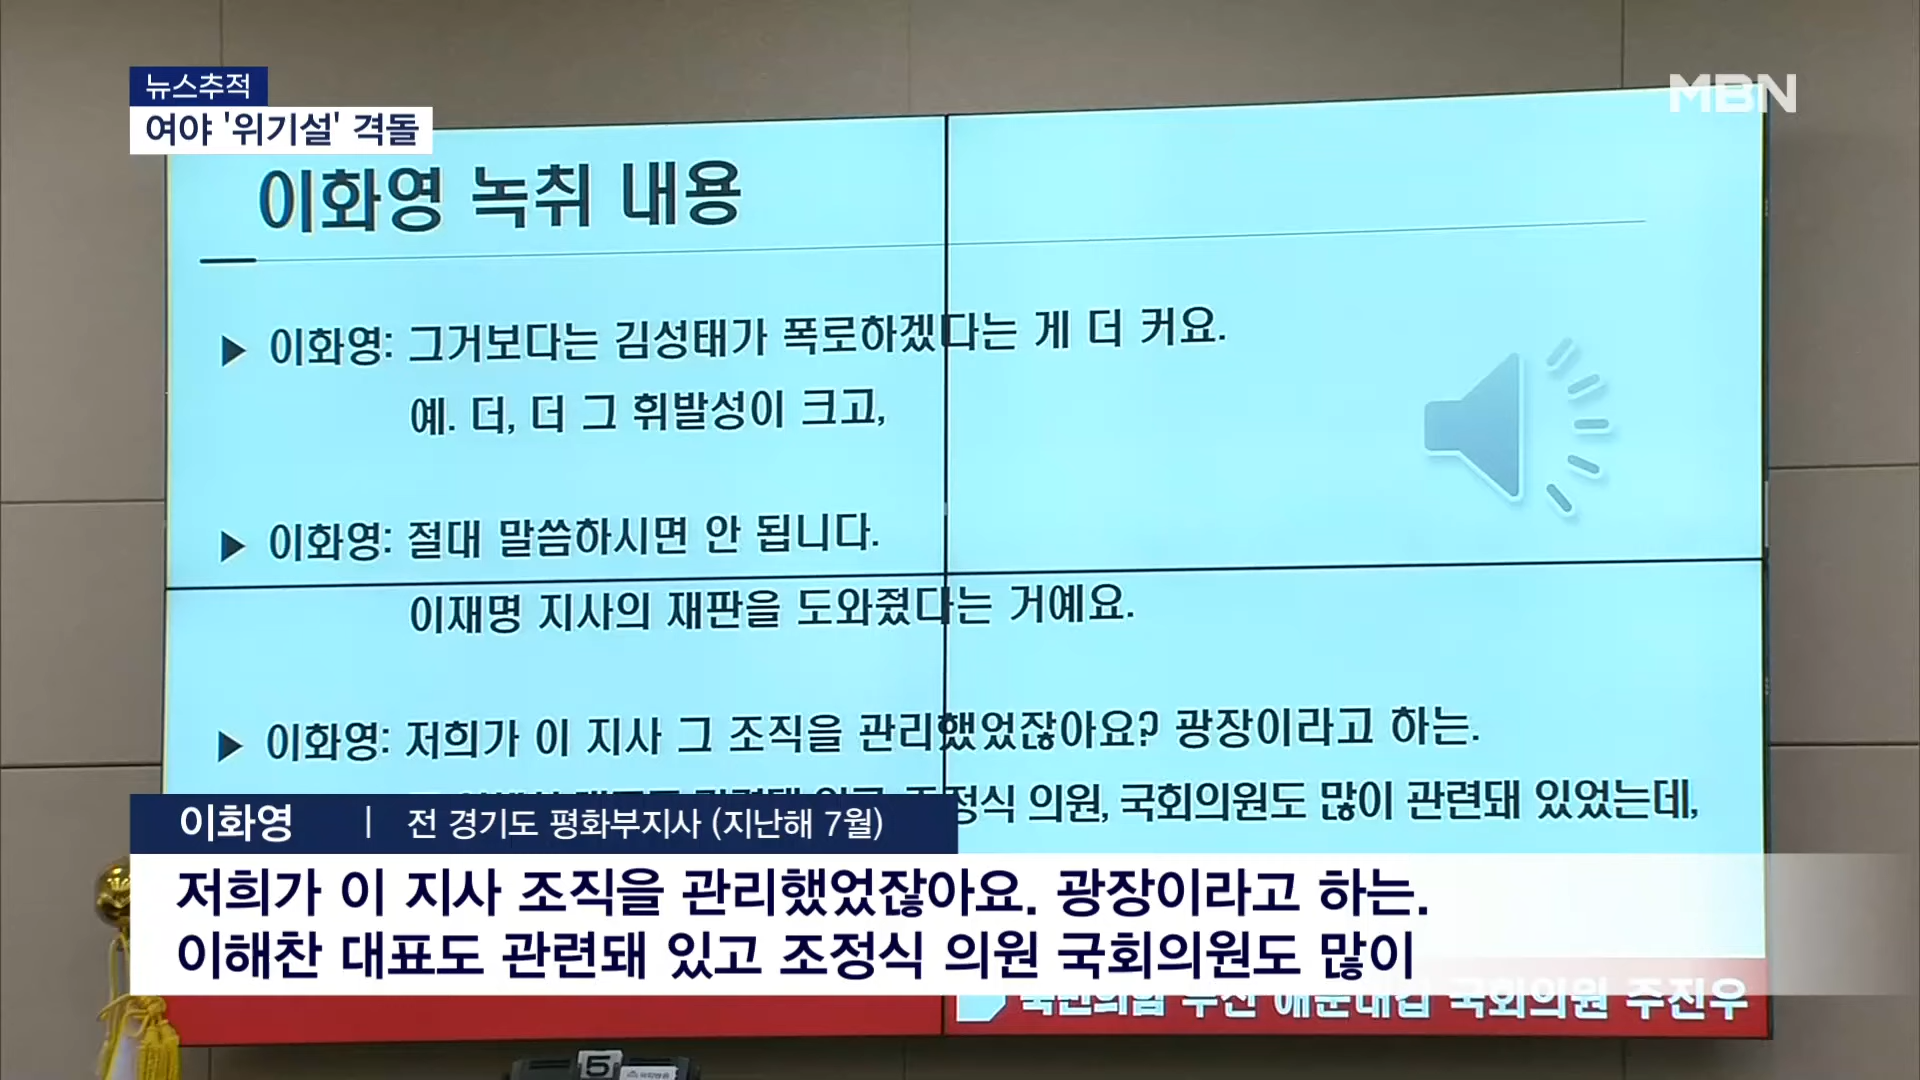 뉴스추적
MBN
여야 '위기설' 격돌
이화영 녹취 내용
▶ 이화영: 그거보다는 김성태가 폭로하겠다는 게 더 커요.
예. 더, 더 그 휘발성이 크고,
▶ 이화영: 절대 말씀하시면 안 됩니다.
이재명 지사의 재판을 도와줬다는 거예요.
▶ 이화영: 저희가 이 지사 그 조직을 관리했었잖아요? 광장이라고 하는.
의원, 국회의원도 많이 관련돼 있었는데,
이화영 | 전 경기도 평화부지사 (지난해 7월)
저희가 이 지사 조직을 관리했었잖아요. 광장이라고 하는.
이해찬 대표도 관련돼 있고 조정식 의원 국회의원도 많이
국회의원 주진우
5